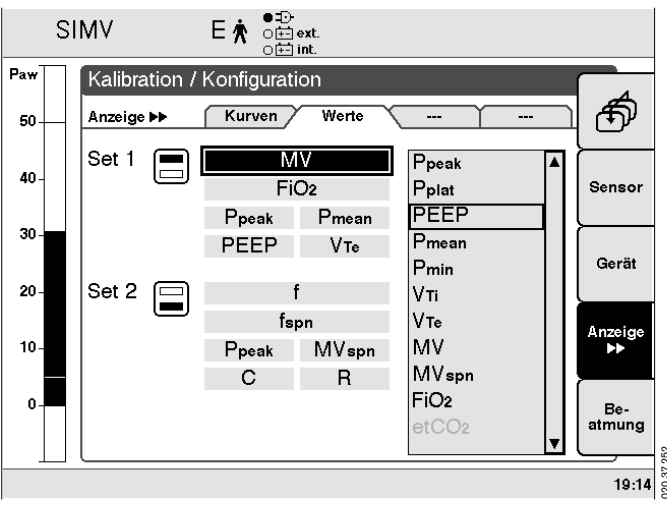 SIMV E ext.
int.
Paw
50
40
30
20
10
0
Kalibration / Konfiguration
Anzeige ▶▶ Kurven Werte --- ---
Set 1
MV
FiO2
Ppeak Pmean
PEEP VTe
Set 2
f
fspn
Ppeak MVspn
C R
Ppeak
Pplat
PEEP
Pmean
Pmin
VTi
VTe
MV
MVspn
FiO2
etCO2
Sensor
Gerät
Anzeige
▶▶
Be-
atmung
19:14
020 37 252